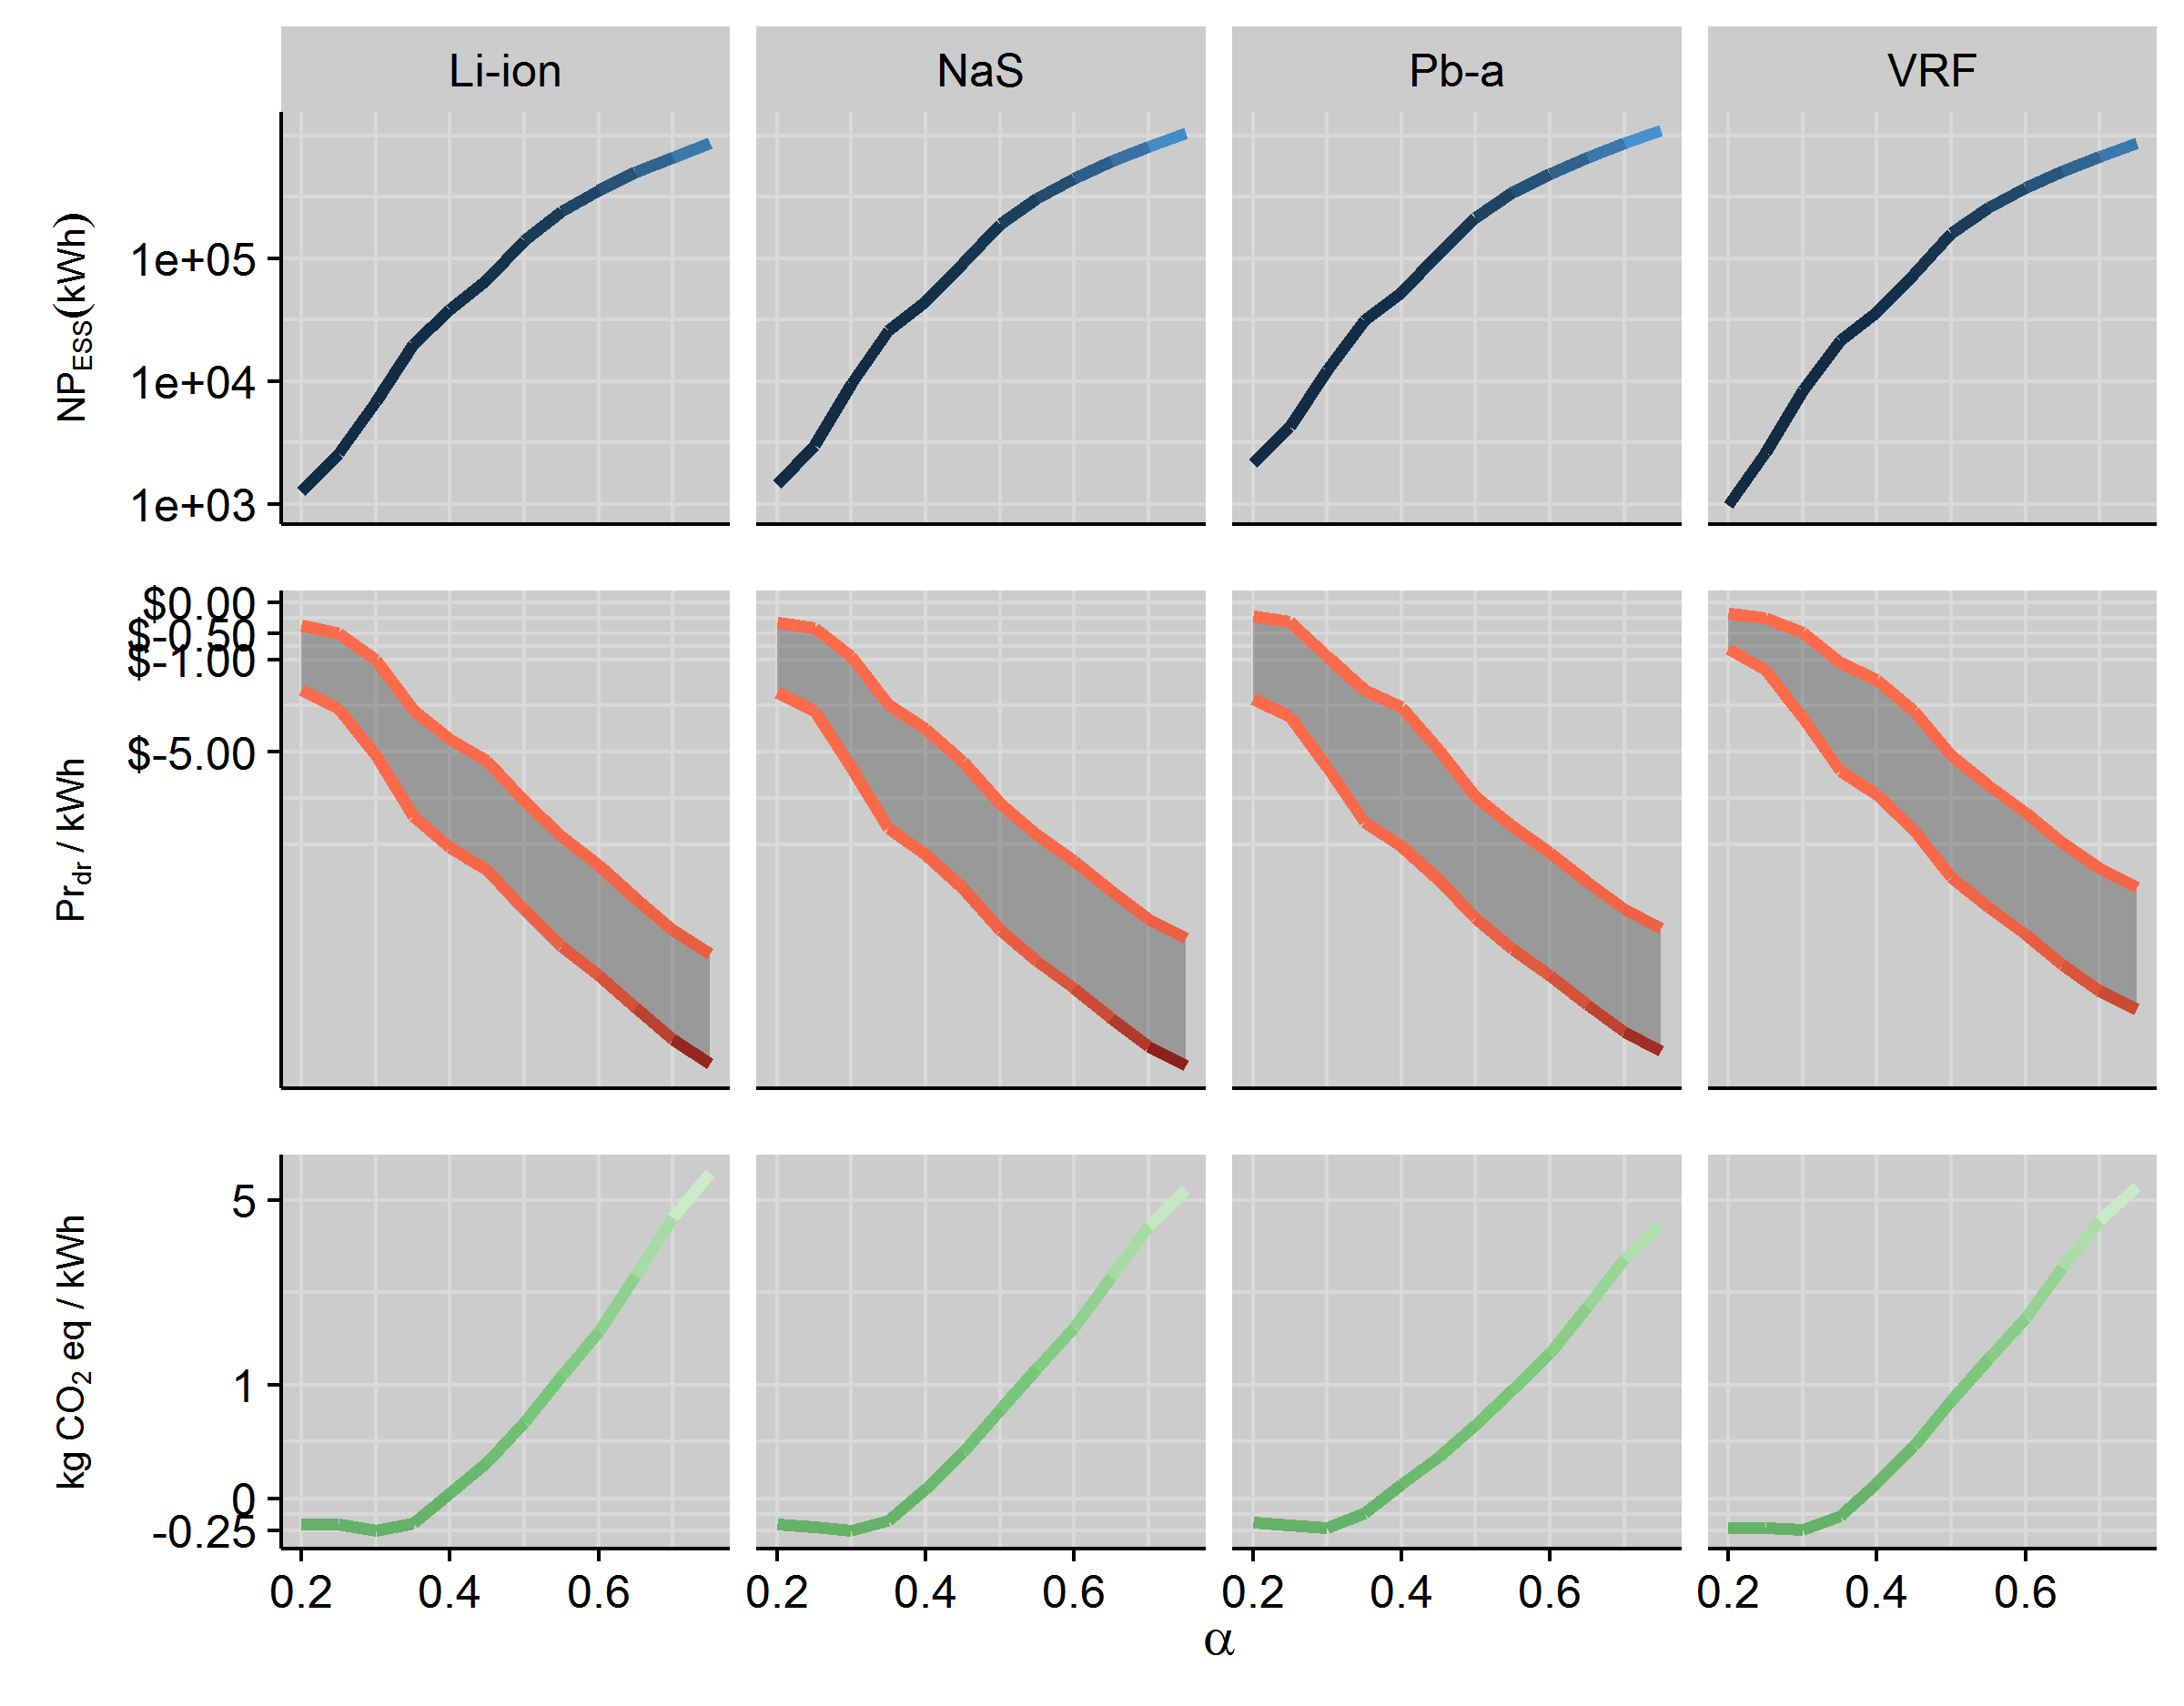 Li-ion NaS Pb-a VRF
NP_ESS(kWh)
1e+05
1e+04
1e+03
Pr_dr / kWh
$0.00
$-0.50
$-1.00
$-5.00
kg CO₂ eq / kWh
5
1
0
-0.25
0.2 0.4 0.6 0.2 0.4 0.6 0.2 0.4 0.6 0.2 0.4 0.6
α